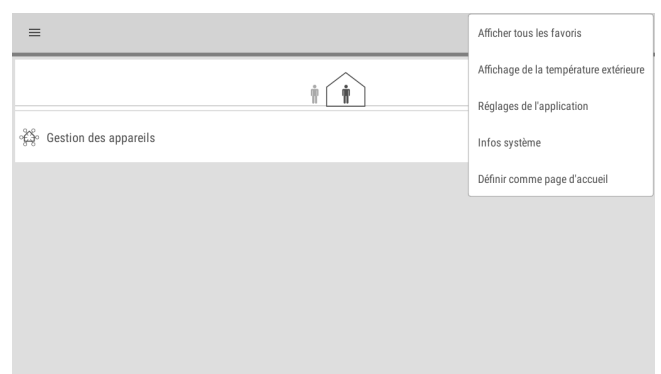 Afficher tous les favoris
Affichage de la température extérieure
Réglages de l'application
Gestion des appareils
Infos système
Définir comme page d'accueil